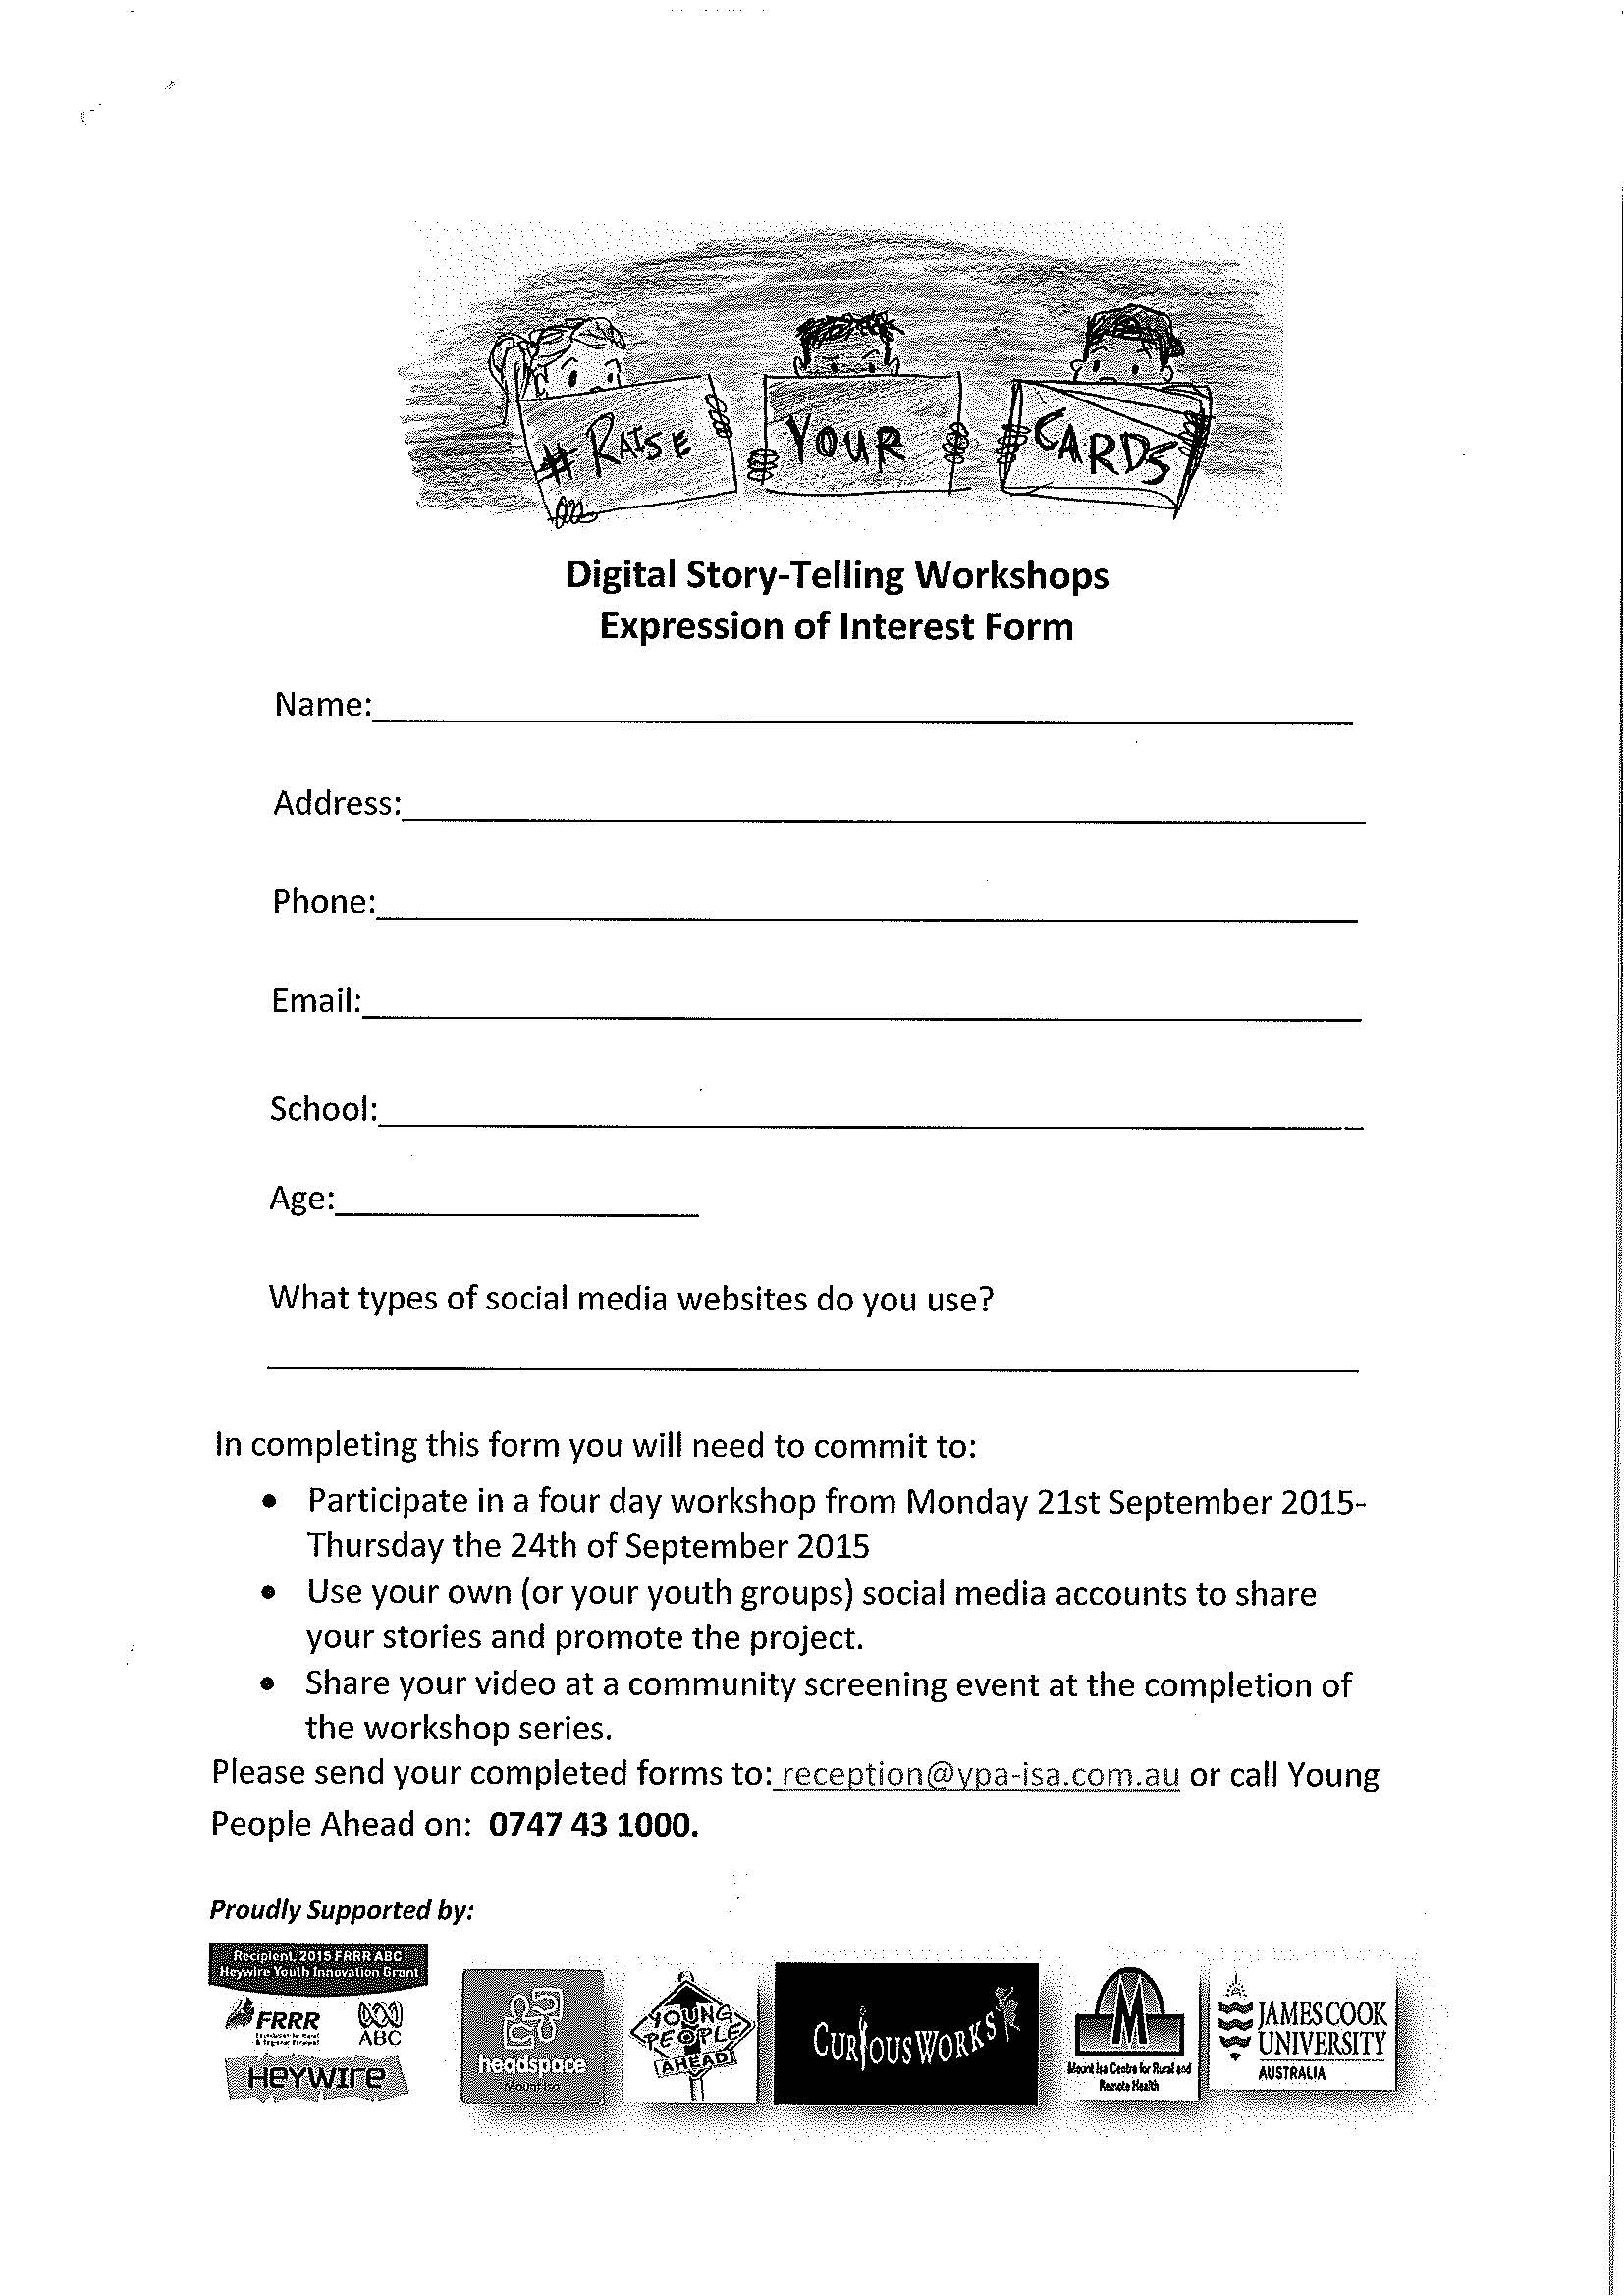 # RAISE YOUR CARDS
Digital Story-Telling Workshops
Expression of Interest Form
Name:
Address:
Phone:
Email:
School:
Age:
What types of social media websites do you use?
In completing this form you will need to commit to:
• Participate in a four day workshop from Monday 21st September 2015-
Thursday the 24th of September 2015
• Use your own (or your youth groups) social media accounts to share
your stories and promote the project.
• Share your video at a community screening event at the completion of
the workshop series.
Please send your completed forms to: reception@ypa-isa.com.au or call Young
People Ahead on: 0747 43 1000.
Proudly Supported by:
Recipient 2015 FRRR ABC
Heywire Youth Innovation Grant
FRRR
ABC
HEYWIRE
headspace
YOUNG
PEOPLE
AHEAD
CURIOUSWORKS
M
Mount Isa Centre for Rural and
Remote Health
JAMES COOK
UNIVERSITY
AUSTRALIA